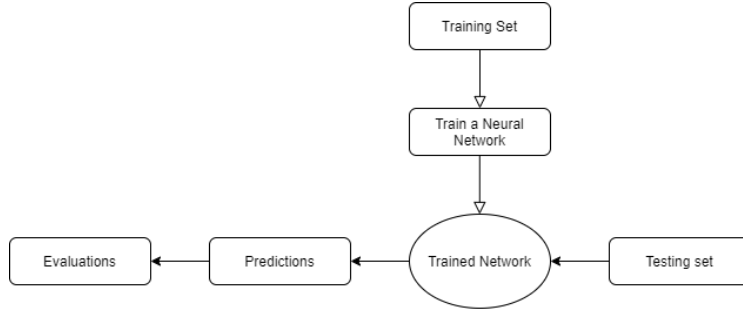 Training Set
Train a Neural
Network
Evaluations
Predictions
Trained Network
Testing set